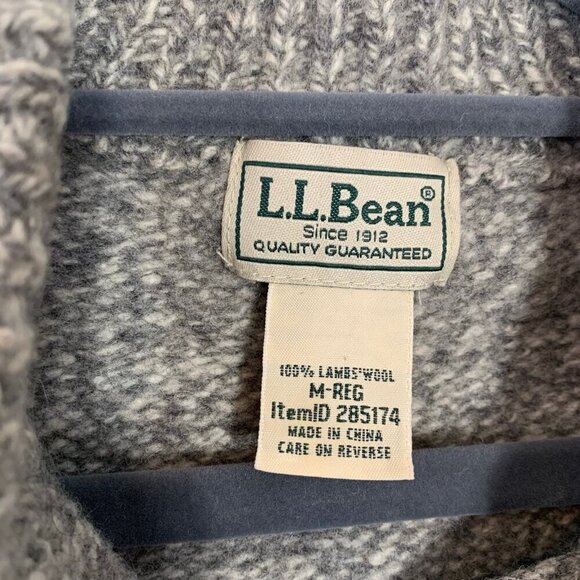 L.L.Bean®
Since 1912
QUALITY GUARANTEED
100% LAMBS'WOOL
M-REG
ItemID 285174
MADE IN CHINA
CARE ON REVERSE